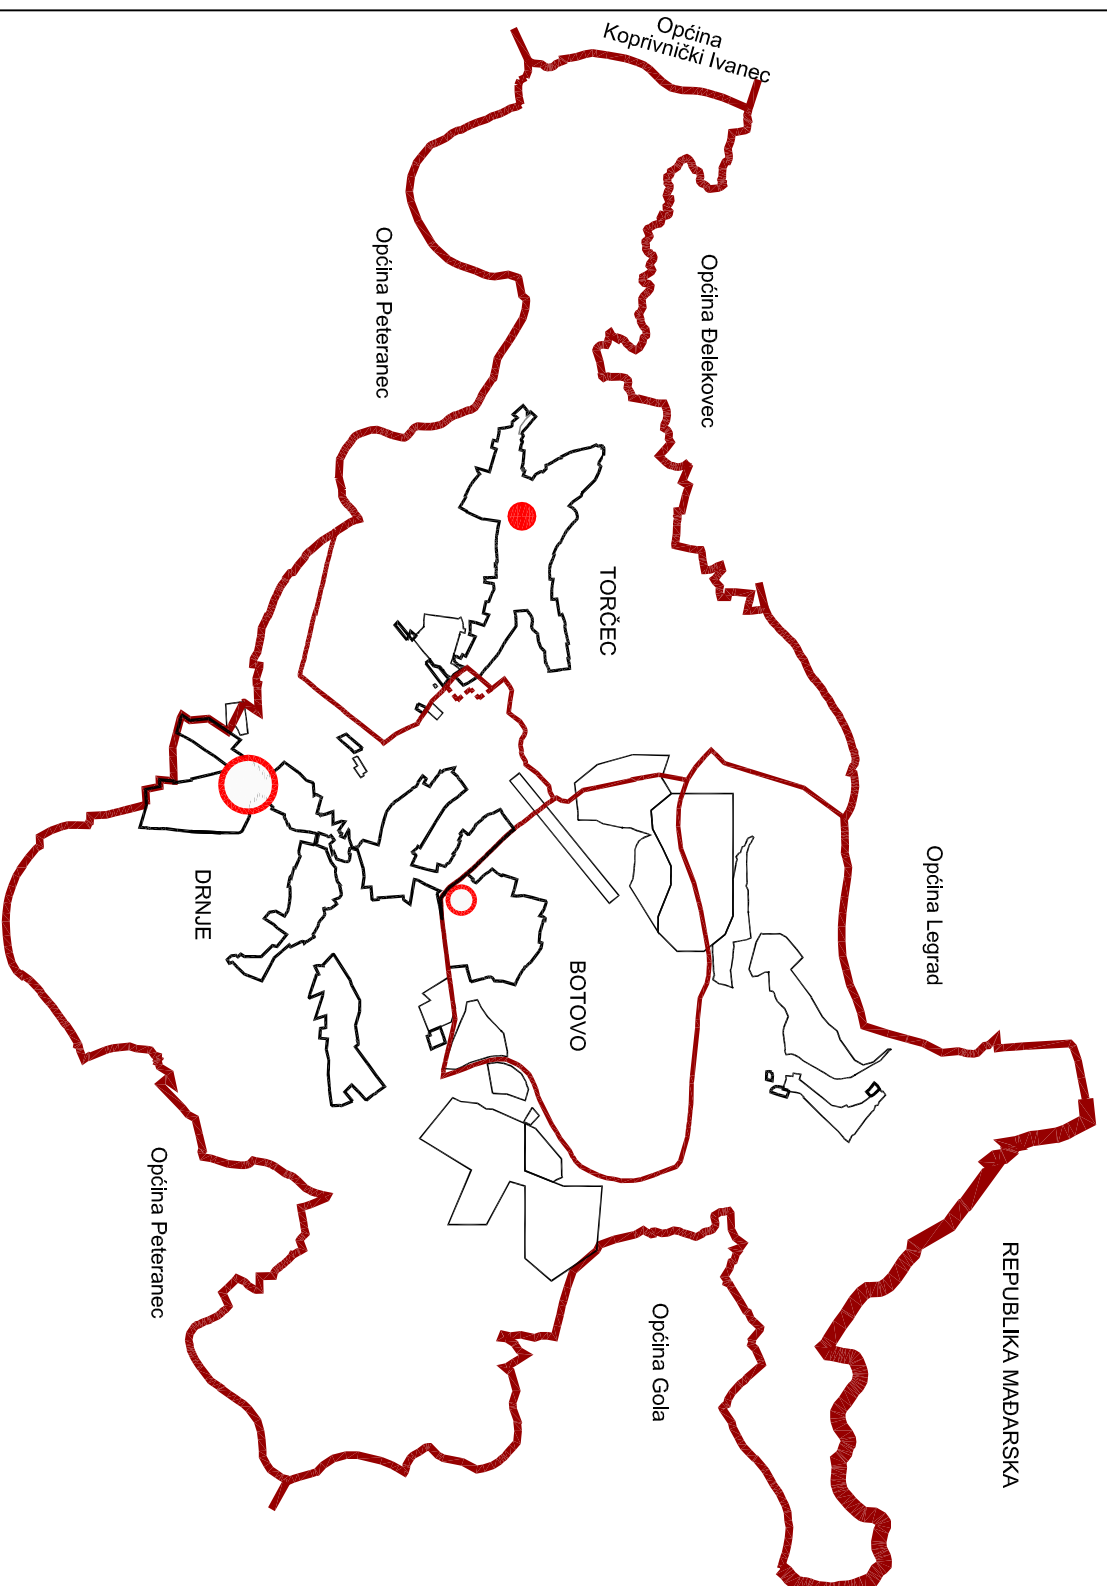 Općina
Koprivnički Ivanec
Općina Peteranec
Općina Đelekovec
TORČEC
Općina Legrad
DRNJE
BOTOVO
Općina Peteranec
Općina Gola
REPUBLIKA MAĐARSKA